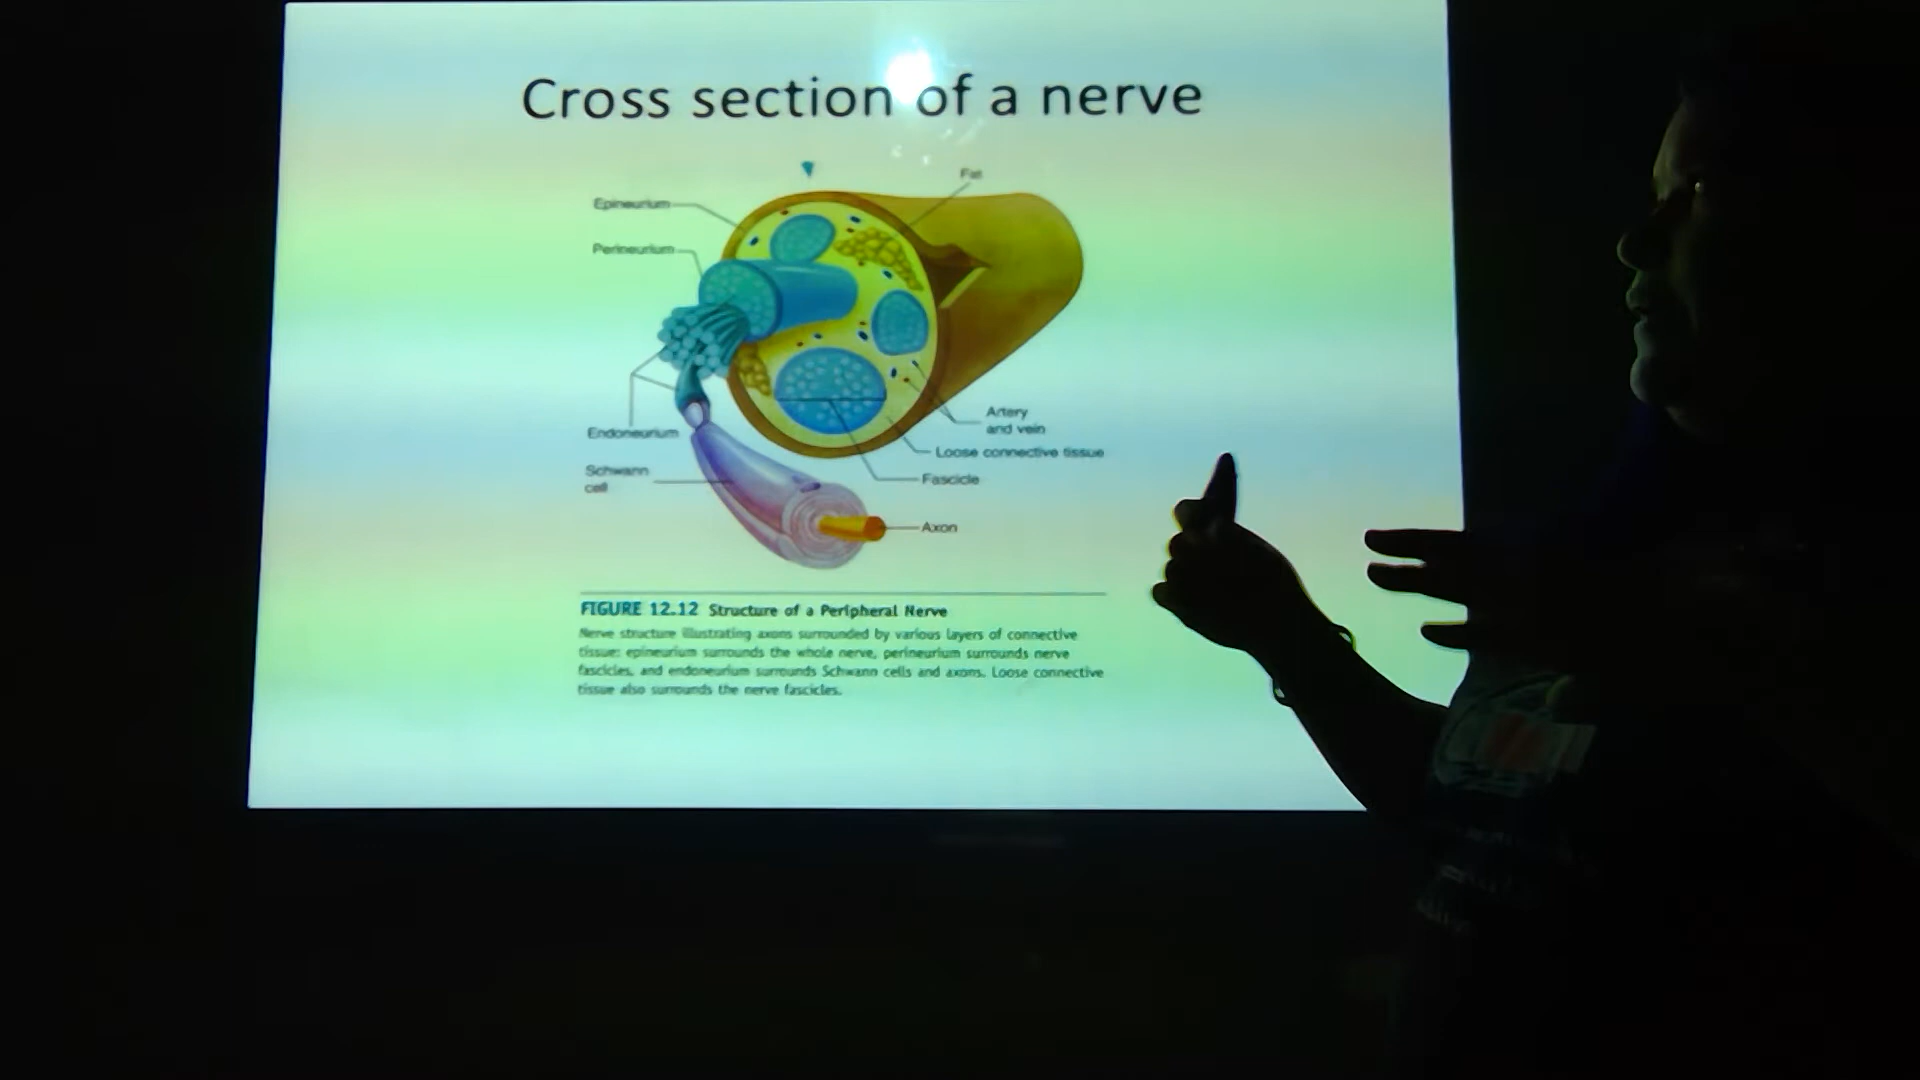 Cross section of a nerve
Fat
Epineurium
Perineurium
Artery
and vein
Endoneurium
Loose connective tissue
Schwann
cell
Fascicle
Axon
FIGURE 12.12 Structure of a Peripheral Nerve
Nerve structure illustrating axons surrounded by various layers of connective
tissue: epineurium surrounds the whole nerve, perineurium surrounds nerve
fascicles, and endoneurium surrounds Schwann cells and axons. Loose connective
tissue also surrounds the nerve fascicles.